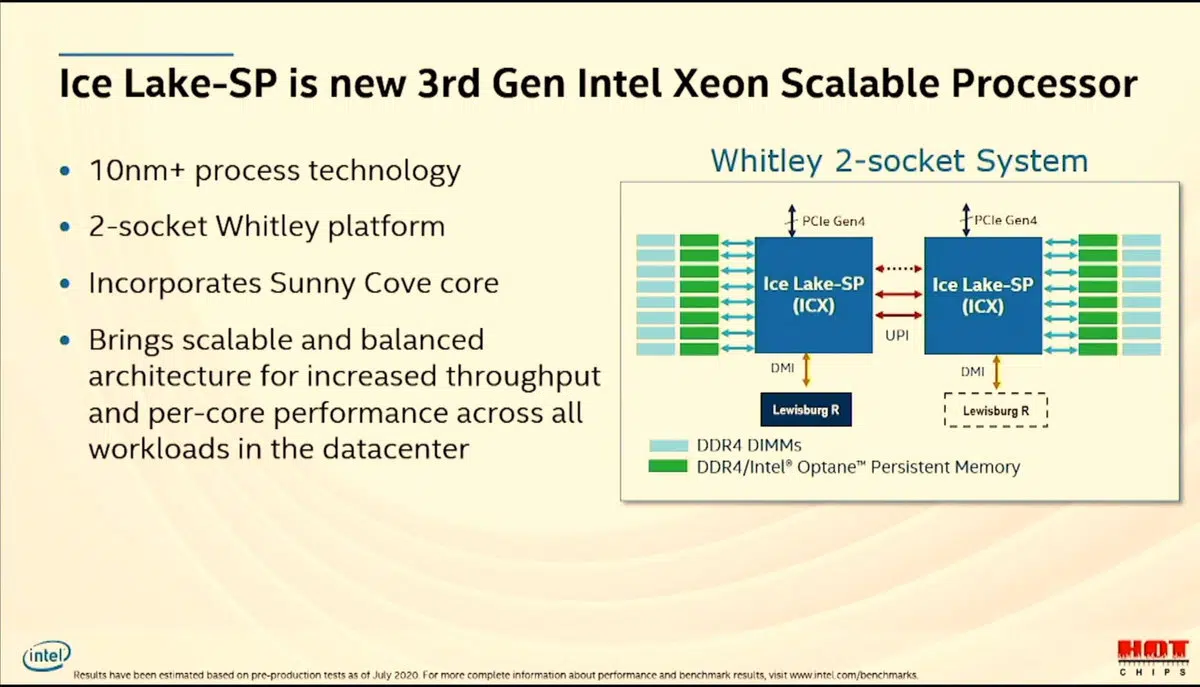 Ice Lake-SP is new 3rd Gen Intel Xeon Scalable Processor
• 10nm+ process technology
• 2-socket Whitley platform
• Incorporates Sunny Cove core
• Brings scalable and balanced
architecture for increased throughput
and per-core performance across all
workloads in the datacenter
Whitley 2-socket System
PCIe Gen4
PCIe Gen4
Ice Lake-SP
(ICX)
Ice Lake-SP
(ICX)
UPI
DMI
DMI
Lewisburg R
Lewisburg R
DDR4 DIMMs
DDR4/Intel® Optane™ Persistent Memory
intel
Results have been estimated based on pre-production tests as of July 2020. For more complete information about performance and benchmark results, visit www.intel.com/benchmarks.
HOT
CHIPS